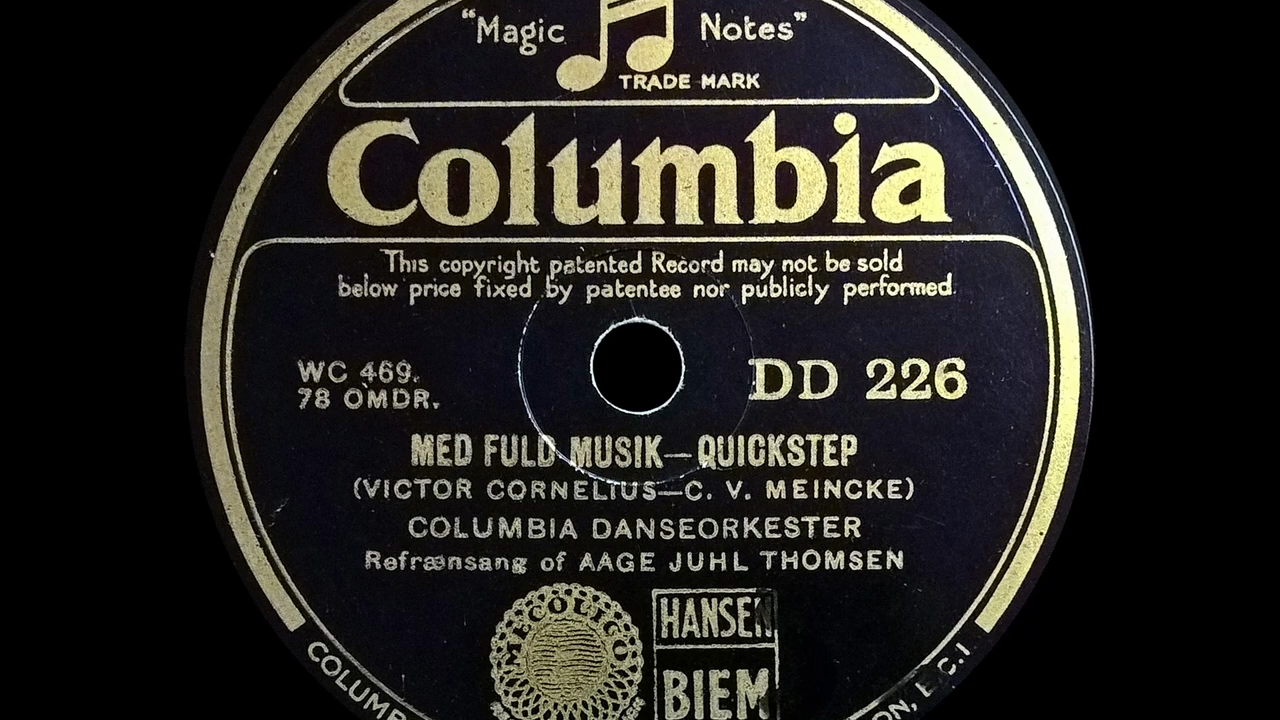 “Magic Notes”
TRADE MARK
Columbia
This copyright patented Record may not be sold
below price fixed by patentee nor publicly performed
WC 469.
78 OMDR.
DD 226
MED FULD MUSIK—QUICKSTEP
(VICTOR CORNELIUS—C. V. MEINCKE)
COLUMBIA DANSEORKESTER
Refrænsang of AAGE JUHL THOMSEN
MECOLICO
HANSEN
BIEM
E.C.1.